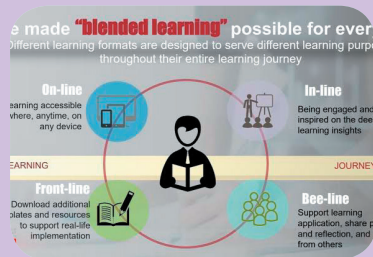 e made "blended learning" possible for ever
Different learning formats are designed to serve different learning purpo
throughout their entire learning journey
On-line
earning accessible
where, anytime, on
any device
In-line
Being engaged and
inspired on the dee
learning insights
EARNING
JOURNEY
Front-line
Download additional
plates and resources
to support real-life
implementation
Bee-line
Support learning
application, share p
and reflection, and
from others